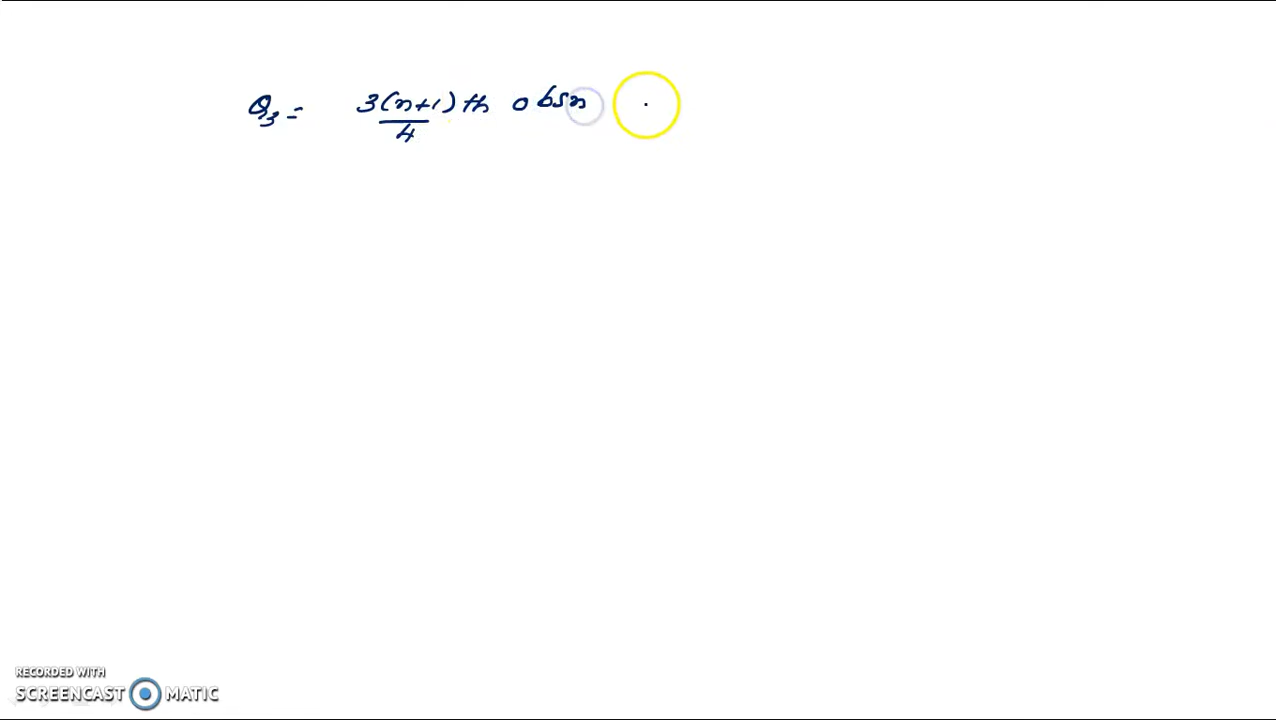 Q3 = 3(n+1)/4 th obsn
RECORDED WITH
SCREENCAST MATIC